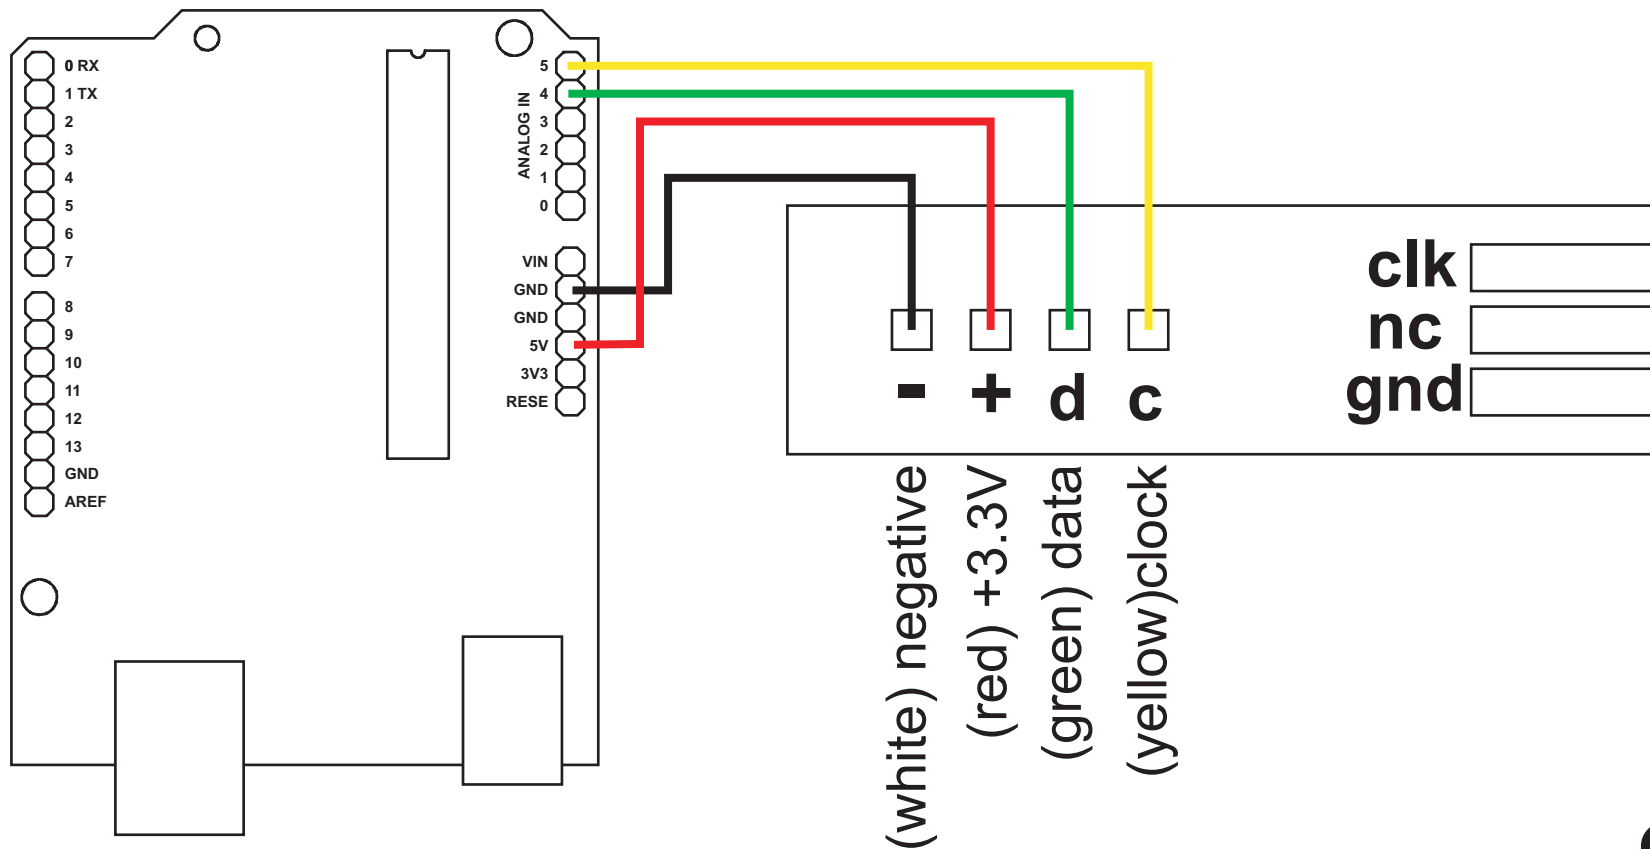 0 RX
1 TX
2
3
4
5
6
7
8
9
10
11
12
13
GND
AREF
ANALOG IN
5
4
3
2
1
0
VIN
GND
GND
5V
3V3
RESE
- + d c
(white) negative
(red) +3.3V
(green) data
(yellow)clock
clk
nc
gnd